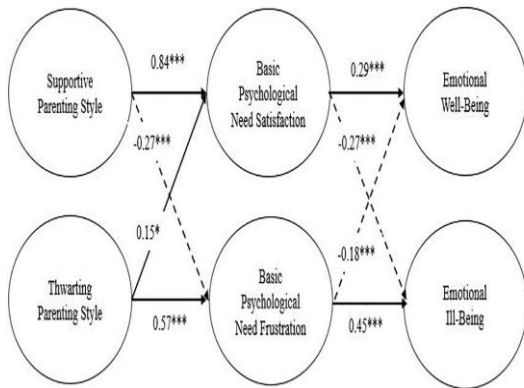 0.84***
0.29***
Supportive
Parenting Style
Basic
Psychological
Need Satisfaction
Emotional
Well-Being
-0.27***
-0.27***
0.15*
-0.18***
Thwarting
Parenting Style
Basic
Psychological
Need Frustration
Emotional
Ill-Being
0.57***
0.45***